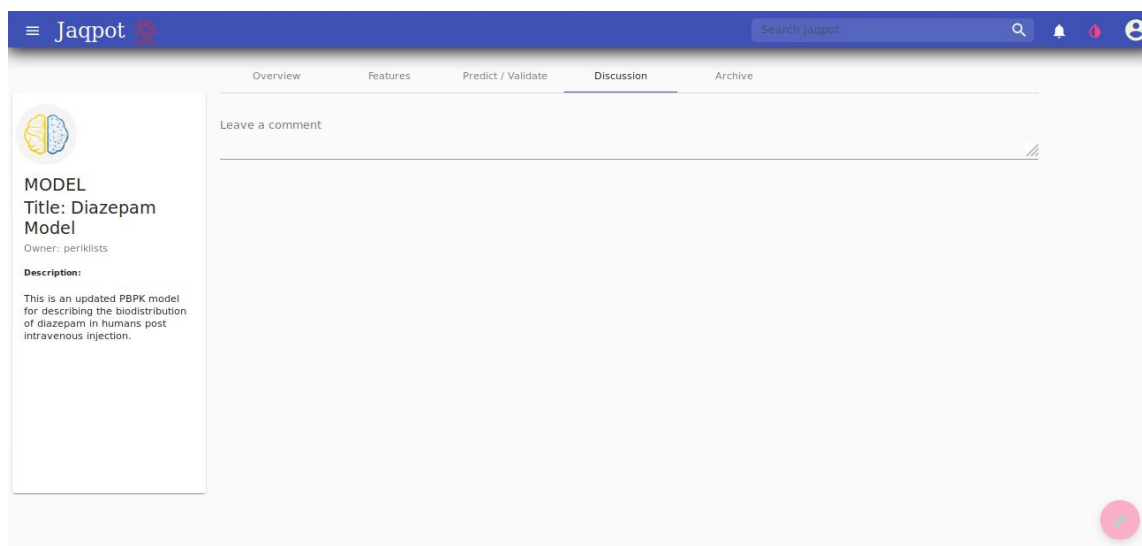 Jaqpot
Search Jaqpot
Overview Features Predict / Validate Discussion Archive
Leave a comment
MODEL
Title: Diazepam
Model
Owner: periklists
Description:
This is an updated PBPK model
for describing the biodistribution
of diazepam in humans post
intravenous injection.